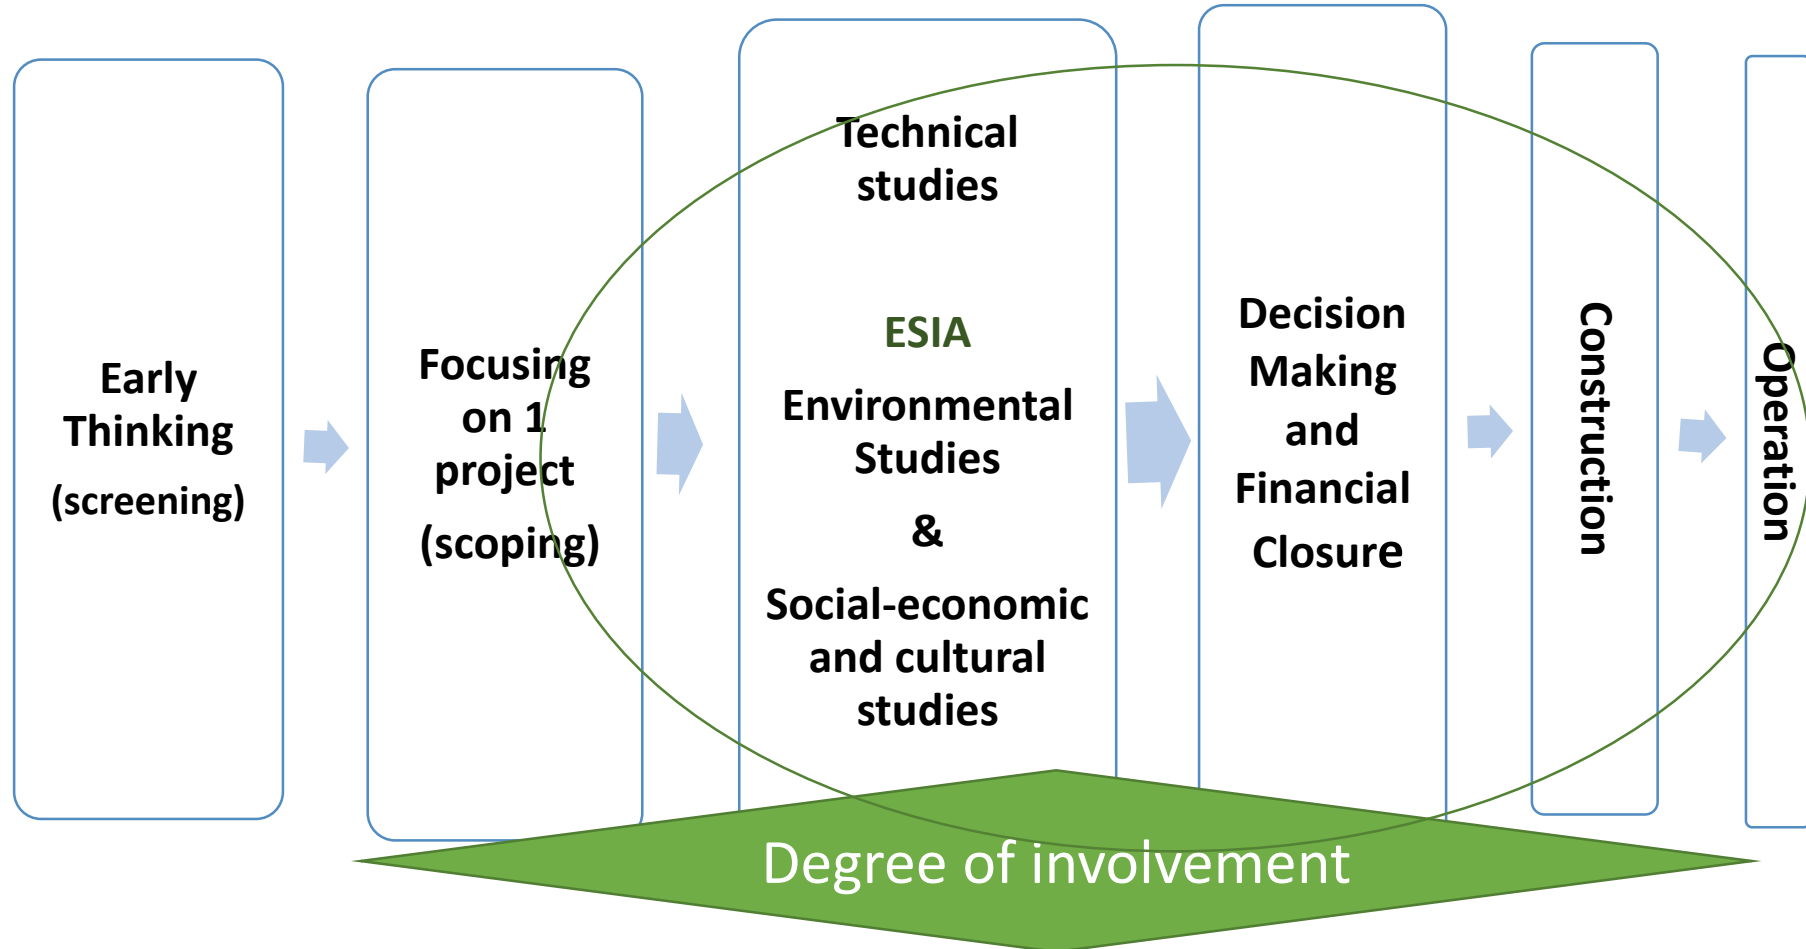 Early
Thinking
(screening)
Focusing
on 1
project
(scoping)
Technical
studies
ESIA
Environmental
Studies
&
Social-economic
and cultural
studies
Decision
Making
and
Financial
Closure
Construction
Operation
Degree of involvement